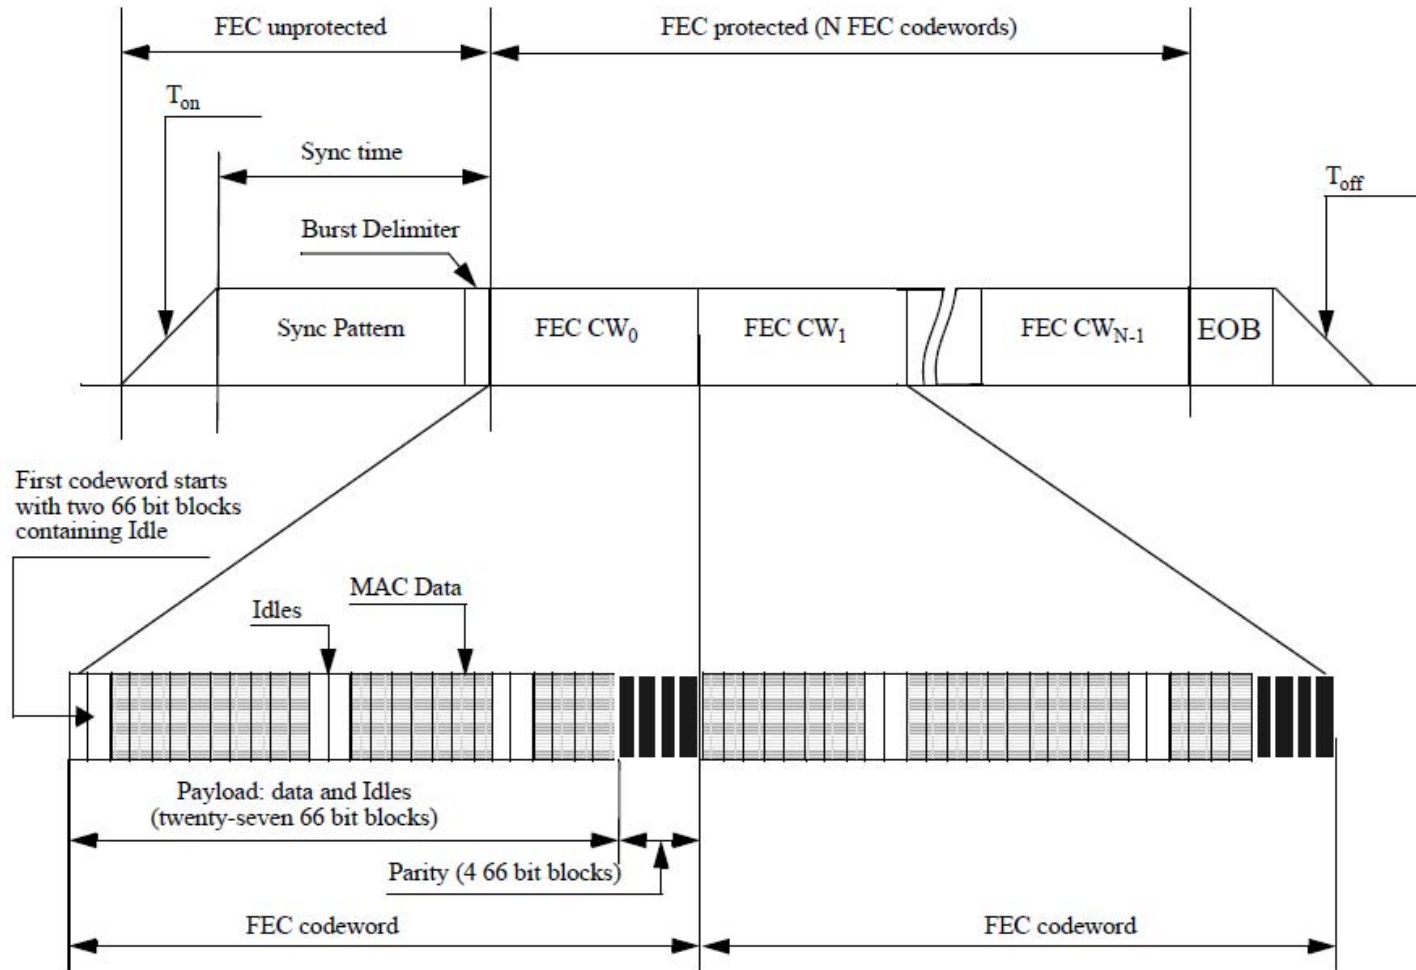 FEC unprotected
FEC protected (N FEC codewords)
Ton
Sync time
Toff
Burst Delimiter
Sync Pattern
FEC CW0
FEC CW1
FEC CWN-1
EOB
First codeword starts
with two 66 bit blocks
containing Idle
MAC Data
Idles
Payload: data and Idles
(twenty-seven 66 bit blocks)
Parity (4 66 bit blocks)
FEC codeword
FEC codeword